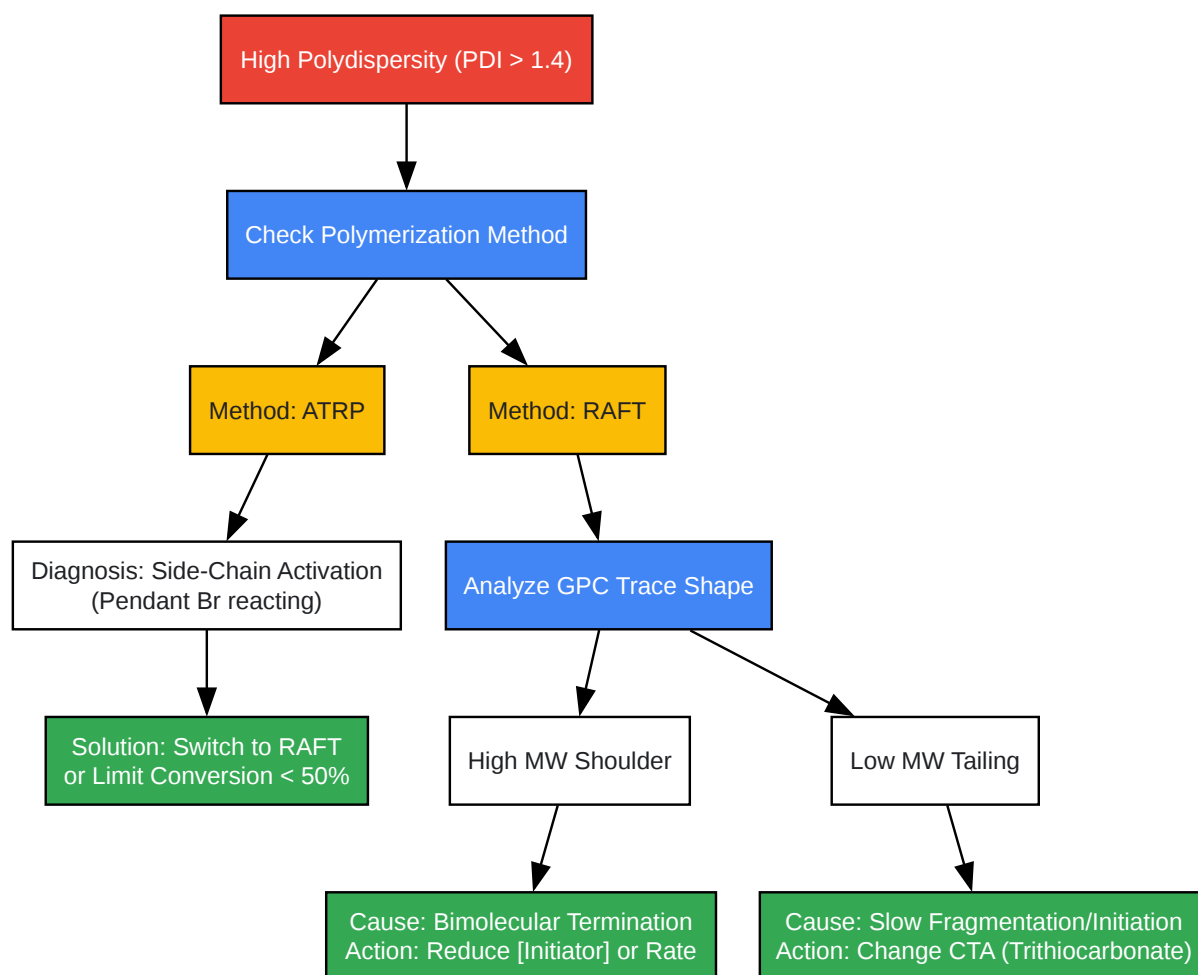 High Polydispersity (PDI > 1.4)
Check Polymerization Method
Method: ATRP
Method: RAFT
Diagnosis: Side-Chain Activation
(Pendant Br reacting)
Analyze GPC Trace Shape
Solution: Switch to RAFT
or Limit Conversion < 50%
High MW Shoulder
Low MW Tailing
Cause: Bimolecular Termination
Action: Reduce [Initiator] or Rate
Cause: Slow Fragmentation/Initiation
Action: Change CTA (Trithiocarbonate)